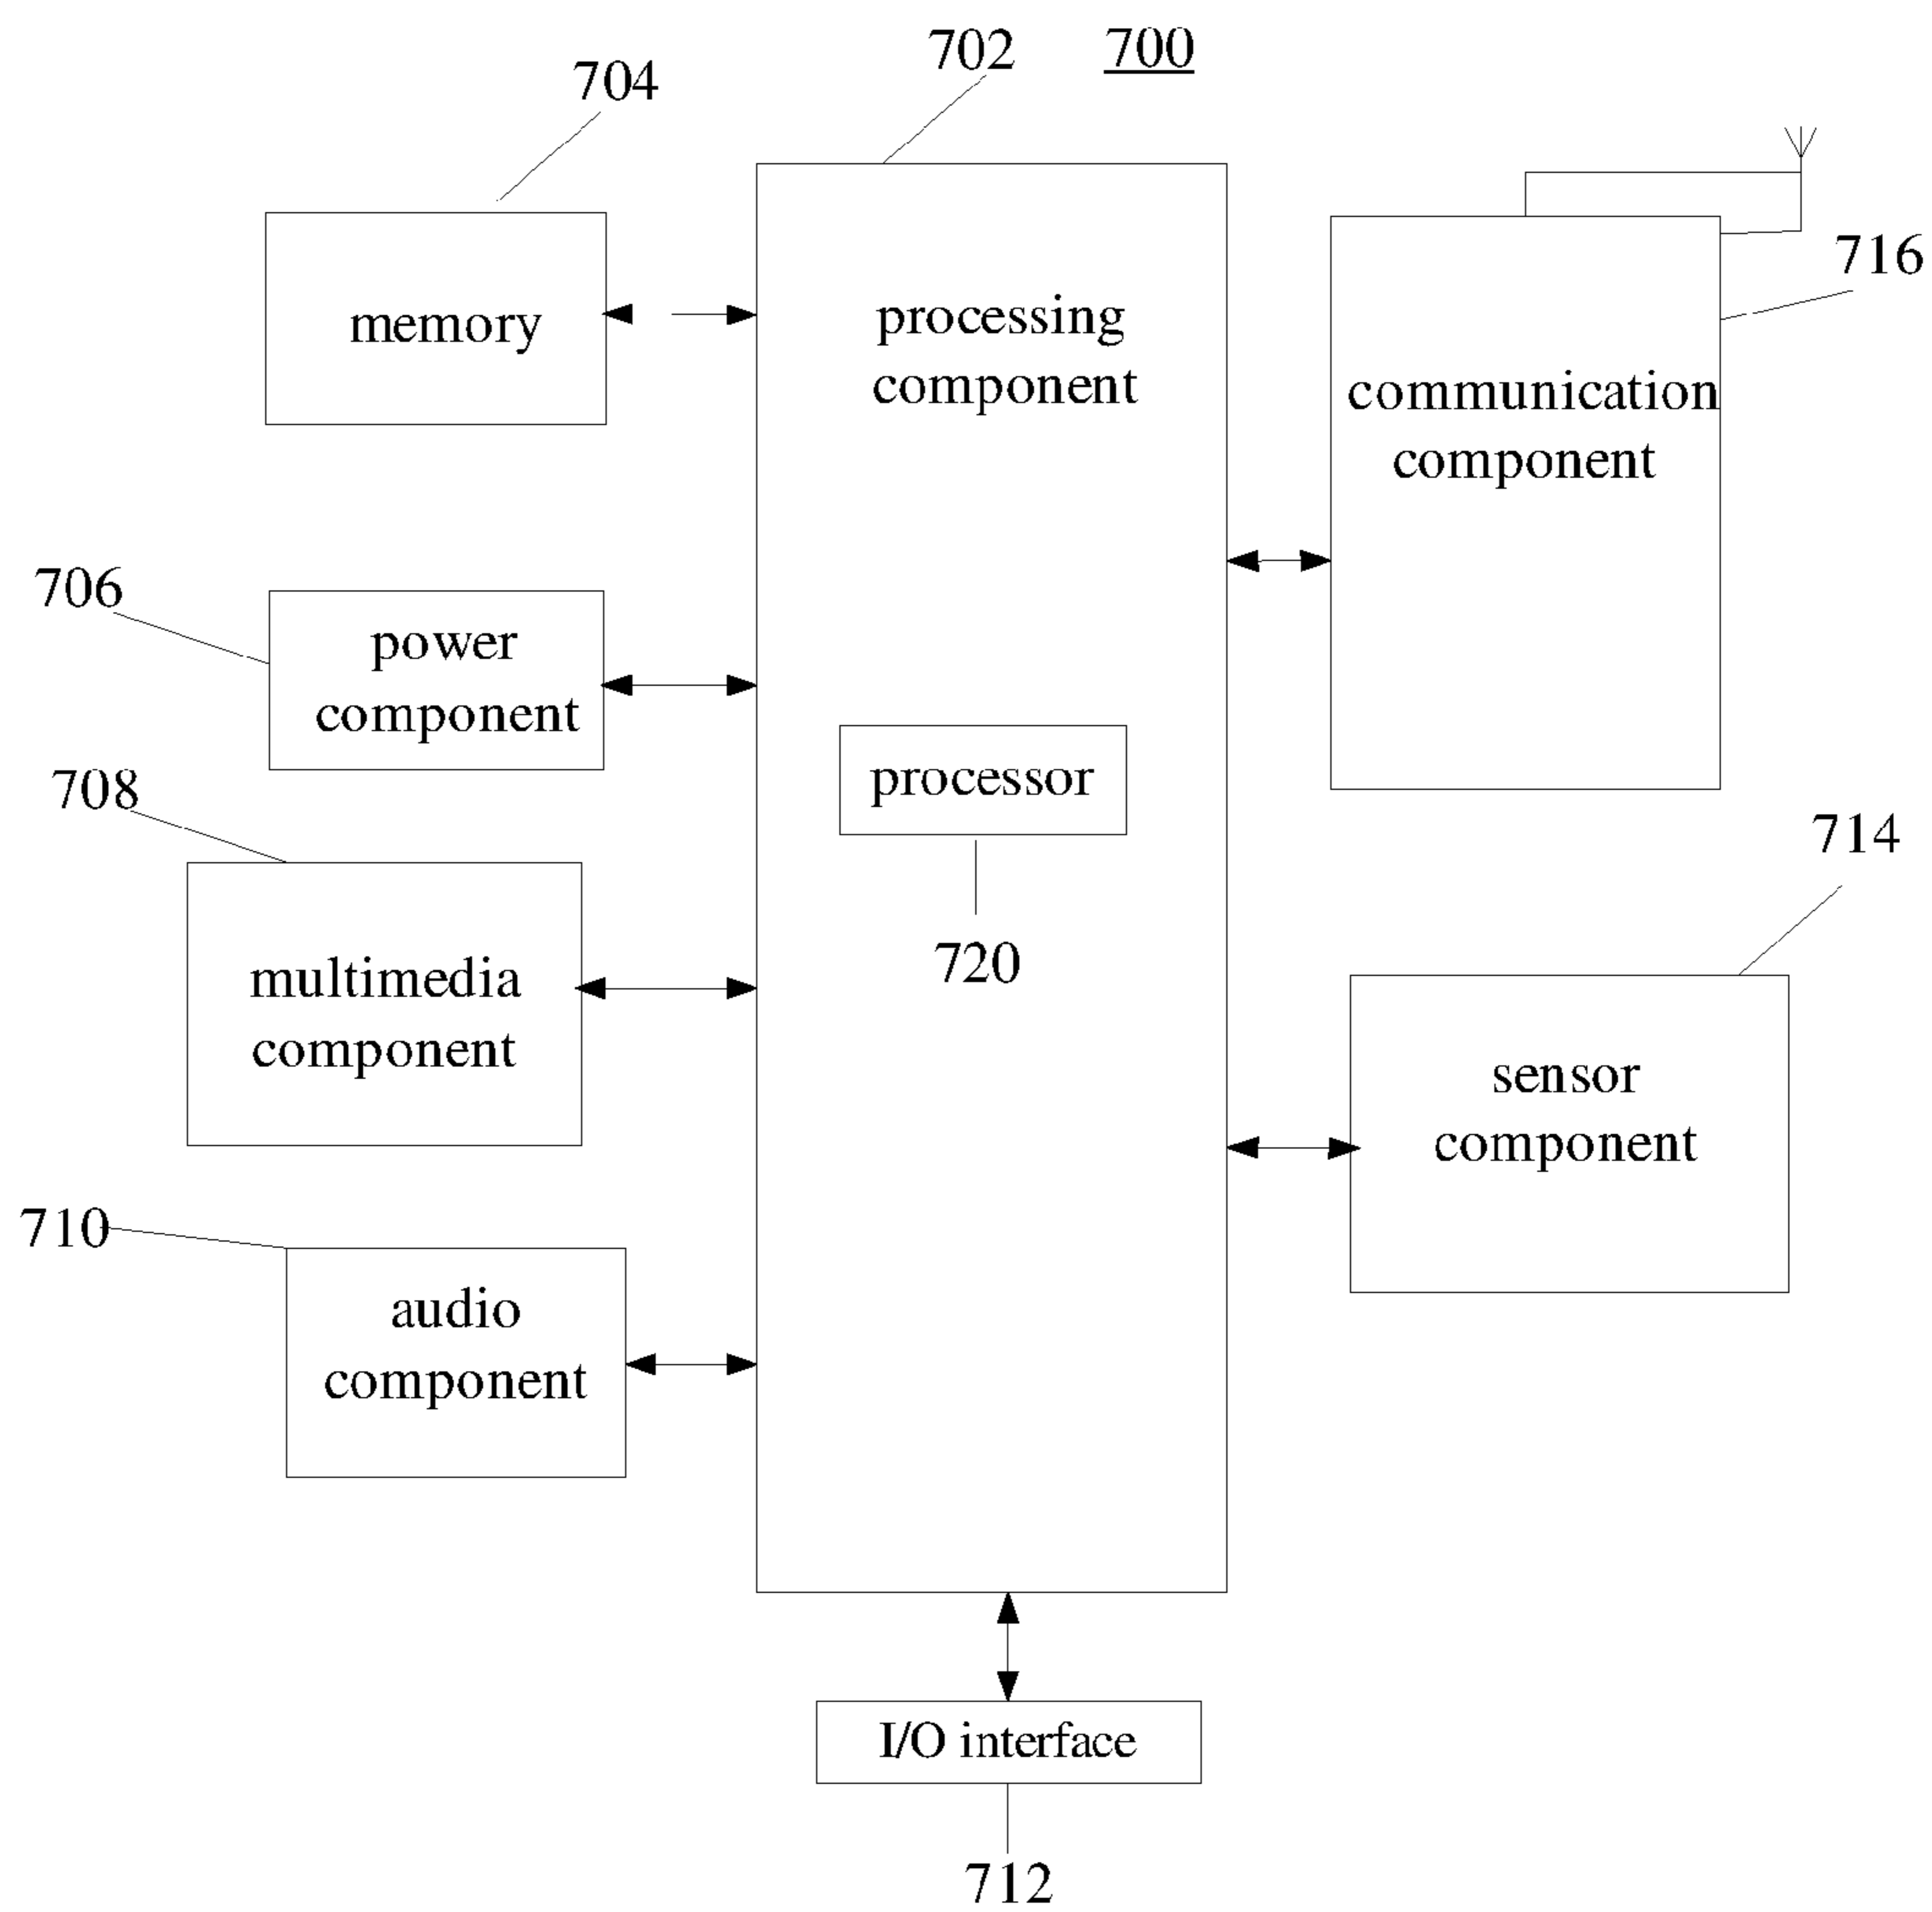 702
700
704
716
memory
processing
component
communication
component
706
power
component
708
processor
714
720
multimedia
component
sensor
component
710
audio
component
I/O interface
712